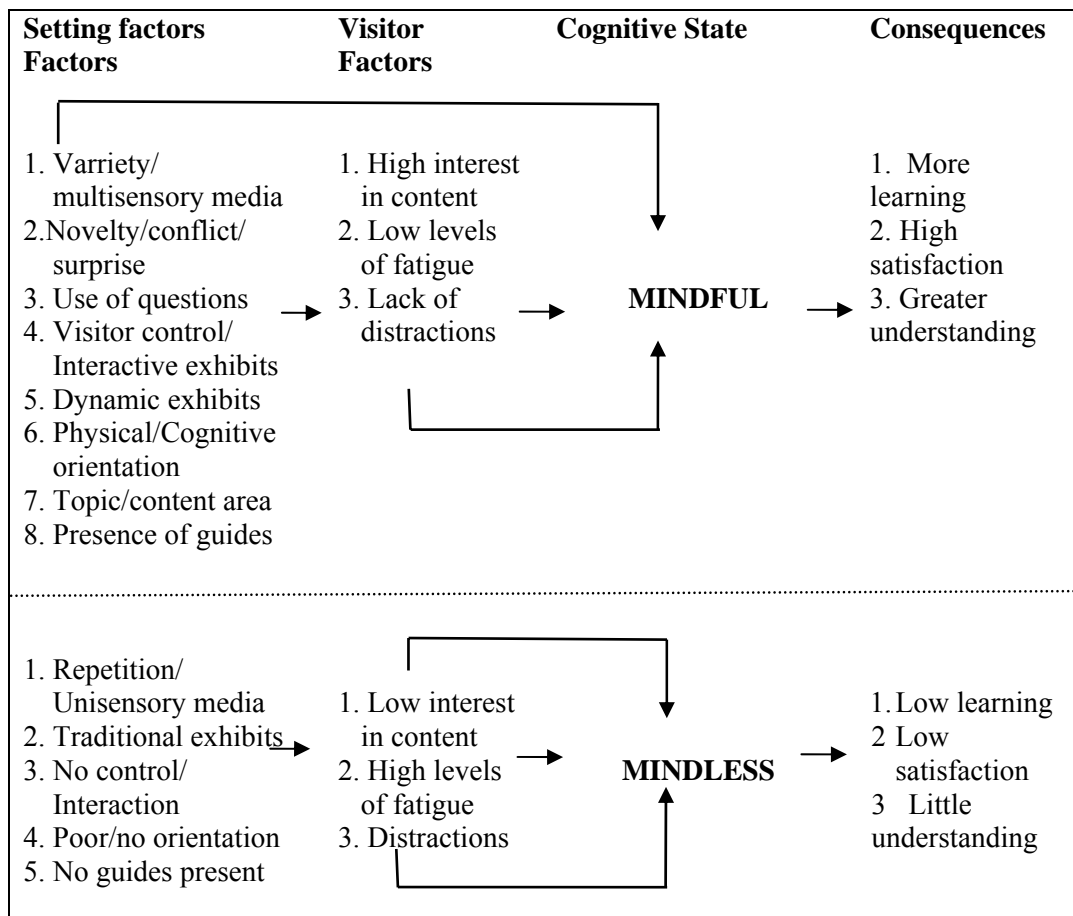 Setting factors
Factors
Visitor
Factors
Cognitive State
Consequences
1. Varriety/
multisensory media
2.Novelty/conflict/
surprise
3. Use of questions
4. Visitor control/
Interactive exhibits
5. Dynamic exhibits
6. Physical/Cognitive
orientation
7. Topic/content area
8. Presence of guides
1. High interest
in content
2. Low levels
of fatigue
3. Lack of
distractions
MINDFUL
1. More
learning
2. High
satisfaction
3. Greater
understanding
1. Repetition/
Unisensory media
2. Traditional exhibits
3. No control/
Interaction
4. Poor/no orientation
5. No guides present
1. Low interest
in content
2. High levels
of fatigue
3. Distractions
MINDLESS
1. Low learning
2 Low
satisfaction
3 Little
understanding